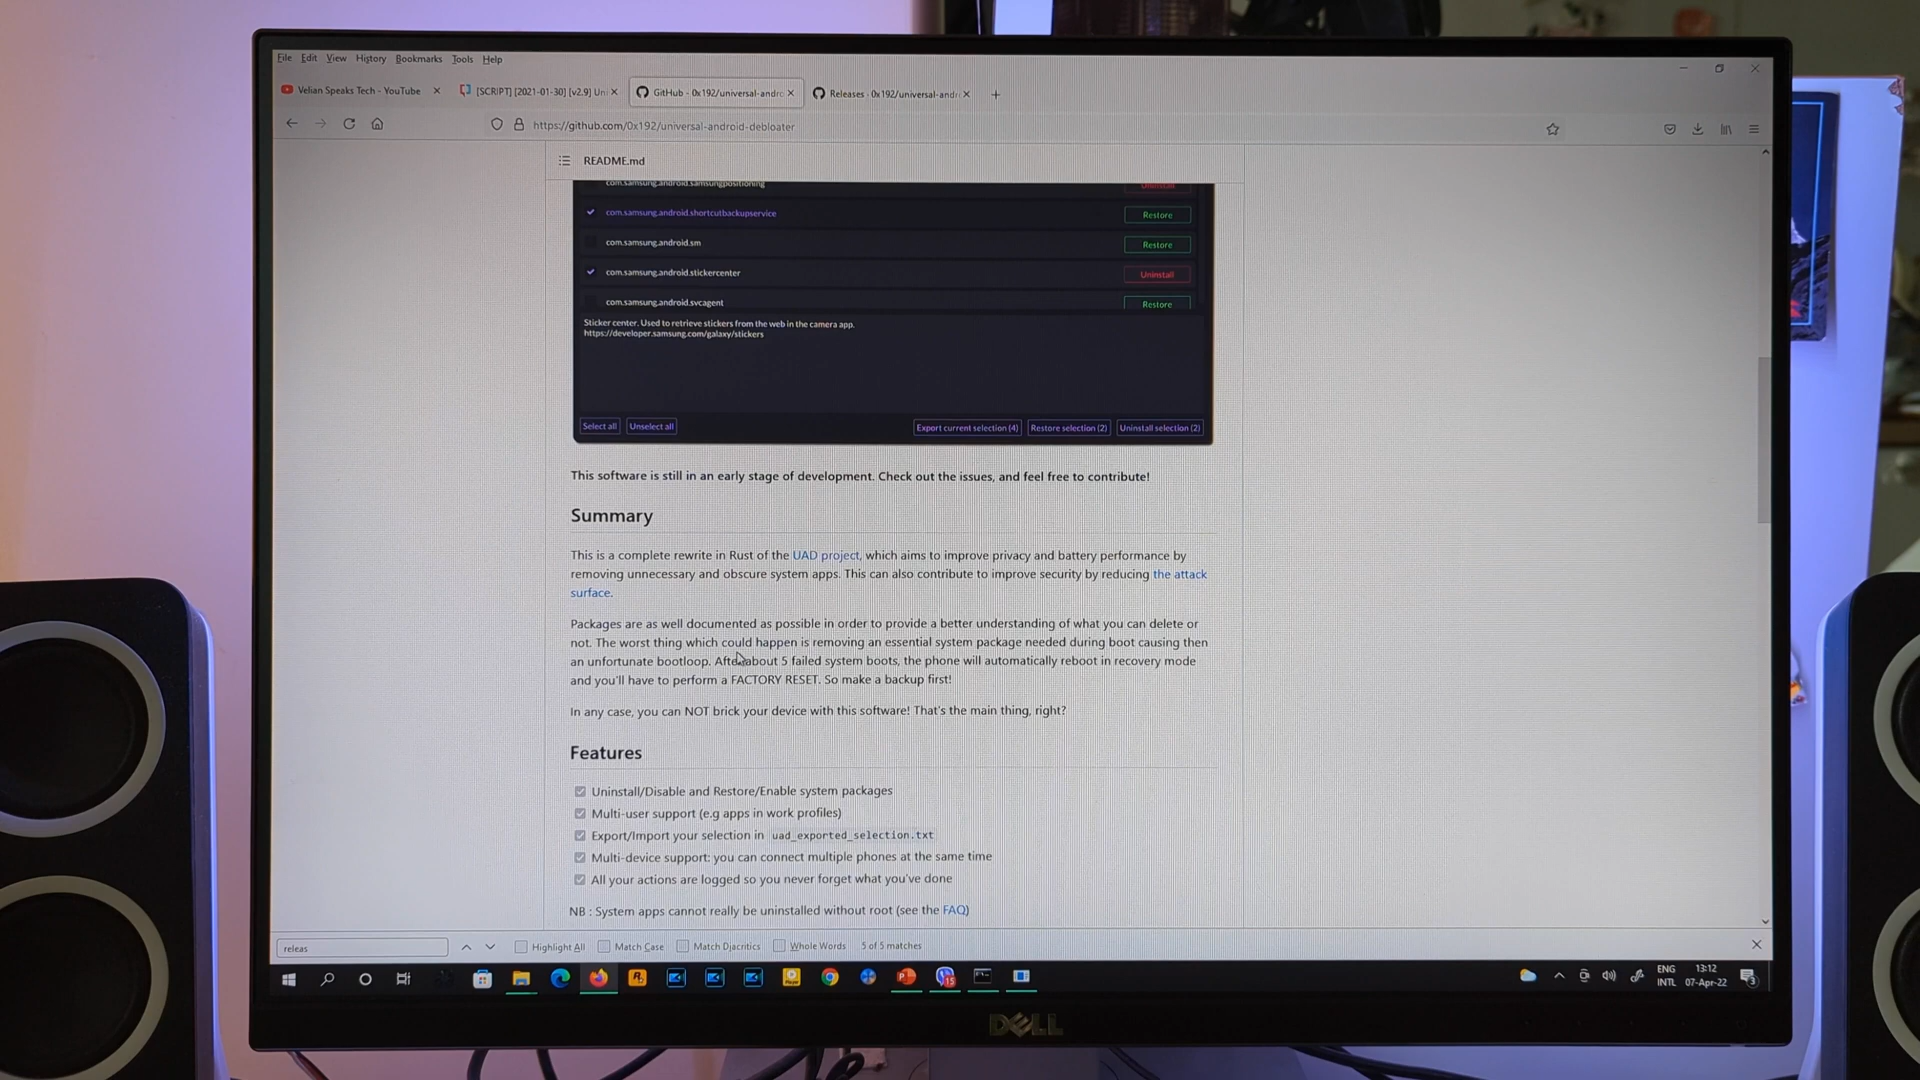 File Edit View History Bookmarks Tools Help
Velian Speaks Tech - YouTube
[SCRIPT] [2021-01-30] [v2.9] Uni
GitHub - 0x192/universal-andro
Releases · 0x192/universal-andr
https://github.com/0x192/universal-android-debloater
README.md
com.samsung.android.samsungpositioning Uninstall
com.samsung.android.shortcutbackupservice Restore
com.samsung.android.sm Restore
com.samsung.android.stickercenter Uninstall
com.samsung.android.svcagent Restore
Sticker center. Used to retrieve stickers from the web in the camera app.
https://developer.samsung.com/galaxy/stickers
Select all Unselect all Export current selection (4) Restore selection (2) Uninstall selection (2)
This software is still in an early stage of development. Check out the issues, and feel free to contribute!
Summary
This is a complete rewrite in Rust of the UAD project, which aims to improve privacy and battery performance by
removing unnecessary and obscure system apps. This can also contribute to improve security by reducing the attack
surface.
Packages are as well documented as possible in order to provide a better understanding of what you can delete or
not. The worst thing which could happen is removing an essential system package needed during boot causing then
an unfortunate bootloop. After about 5 failed system boots, the phone will automatically reboot in recovery mode
and you'll have to perform a FACTORY RESET. So make a backup first!
In any case, you can NOT brick your device with this software! That's the main thing, right?
Features
Uninstall/Disable and Restore/Enable system packages
Multi-user support (e.g apps in work profiles)
Export/Import your selection in uad_exported_selection.txt
Multi-device support: you can connect multiple phones at the same time
All your actions are logged so you never forget what you've done
NB : System apps cannot really be uninstalled without root (see the FAQ)
releas Highlight All Match Case Match Diacritics Whole Words 5 of 5 matches
ENG 13:12
INTL 07-Apr-22
3
15
DELL